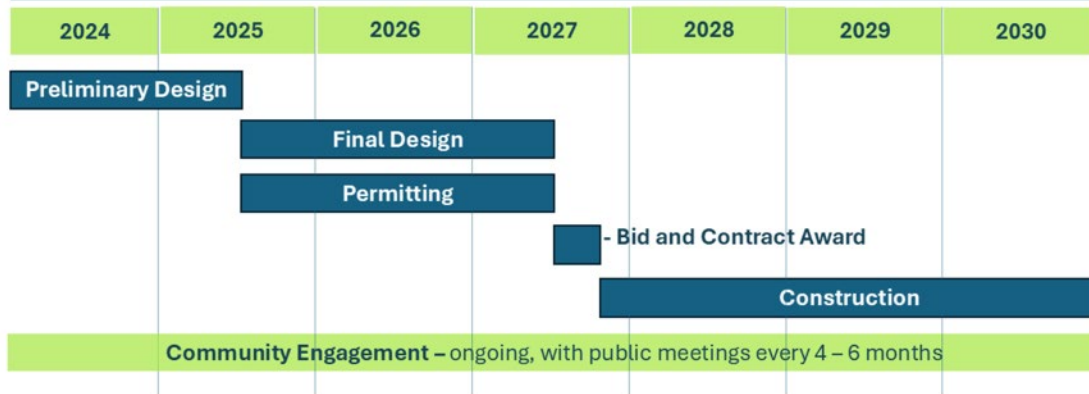 2024 2025 2026 2027 2028 2029 2030
Preliminary Design
Final Design
Permitting
- Bid and Contract Award
Construction
Community Engagement – ongoing, with public meetings every 4 – 6 months